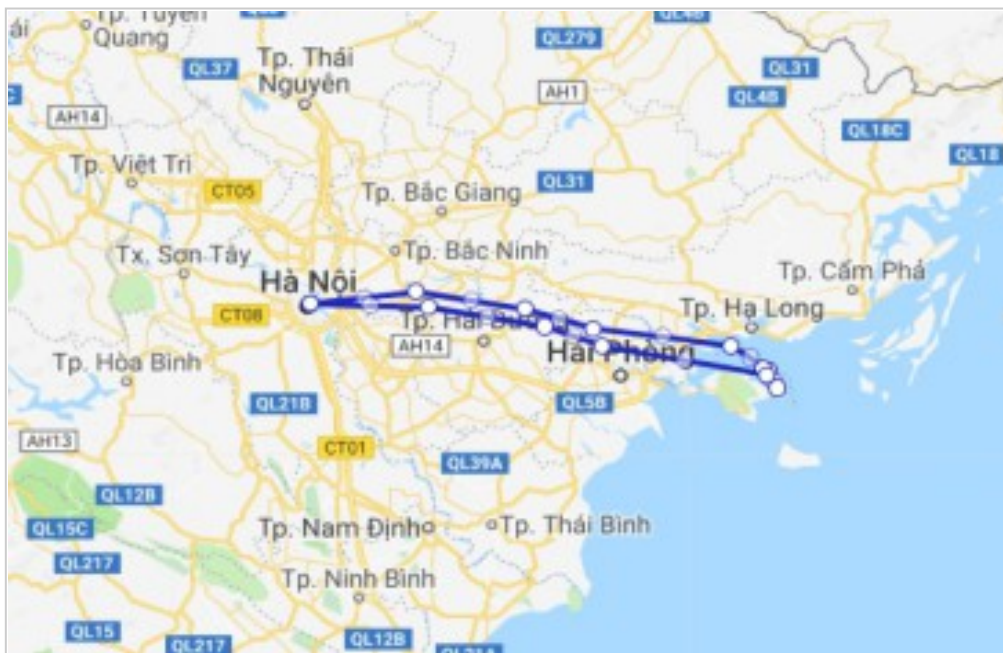 Tp. Tuyên
Quang
ái
QL4B
QL279
QL31
QL37
Tp. Thái
Nguyên
AH1
QL4B
AH14
QL18C
QL18
Tp. Việt Trì
CT05
QL31
Tp. Bắc Giang
Tx. Sơn Tây
Tp. Bắc Ninh
Hà Nội
Tp. Cẩm Phả
CT08
Tp. Hạ Long
AH14
Hải Phòng
Tp. Hòa Bình
QL21B
QL5B
AH13
CT01
QL39A
QL12B
QL15C
Tp. Nam Định
Tp. Thái Bình
QL217
Tp. Ninh Bình
QL15
QL217
QL12B
QL21A